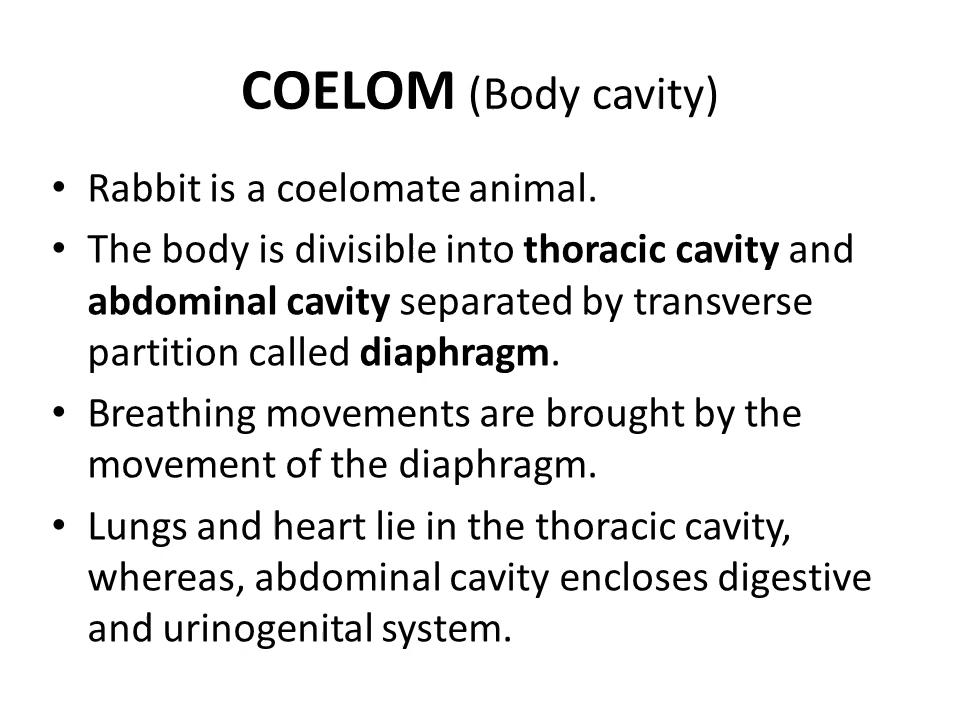 COELOM (Body cavity)
• Rabbit is a coelomate animal.
• The body is divisible into thoracic cavity and
abdominal cavity separated by transverse
partition called diaphragm.
• Breathing movements are brought by the
movement of the diaphragm.
• Lungs and heart lie in the thoracic cavity,
whereas, abdominal cavity encloses digestive
and urinogenital system.